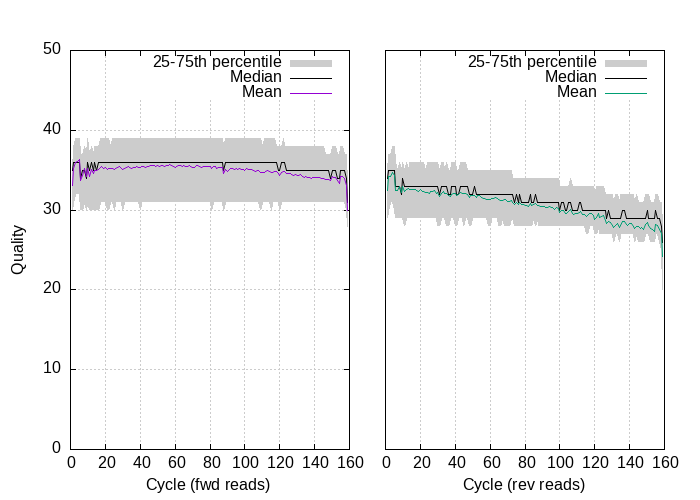 50
40
30
20
10
0
Quality
25-75th percentile
Median
Mean
0 20 40 60 80 100 120 140 160
Cycle (fwd reads)
25-75th percentile
Median
Mean
0 20 40 60 80 100 120 140 160
Cycle (rev reads)